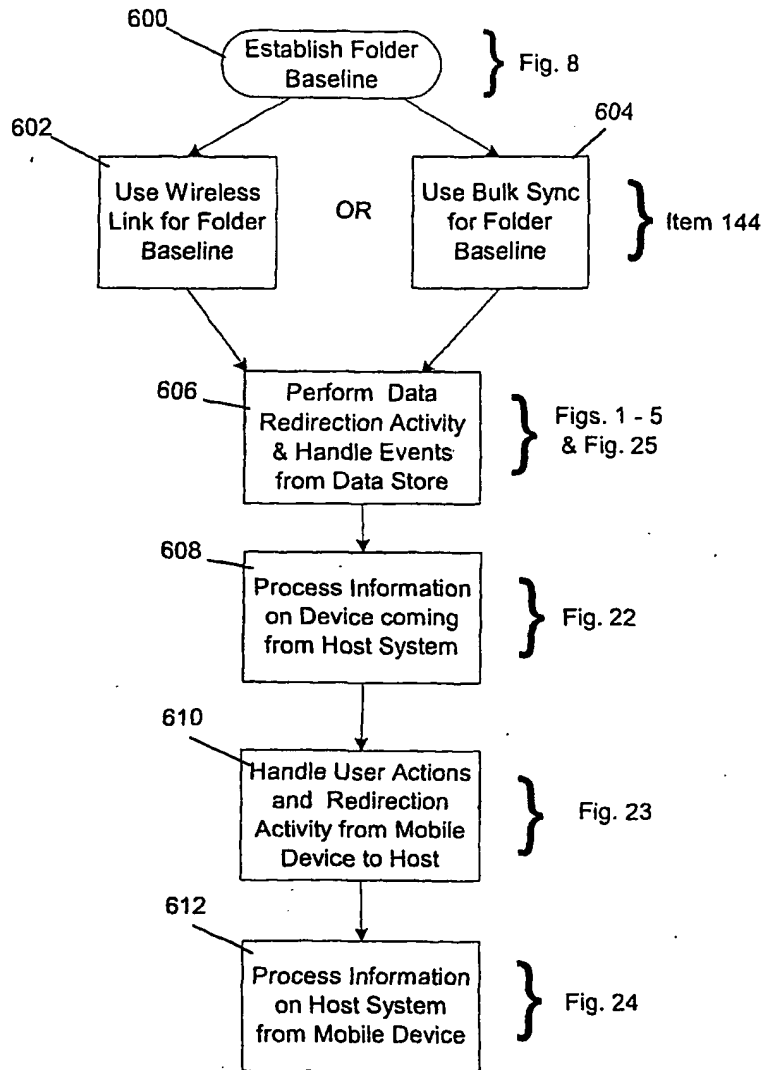 600
Establish Folder
Baseline
Fig. 8
602
604
Use Wireless
Link for Folder
Baseline
OR
Use Bulk Sync
for Folder
Baseline
Item 144
606
Perform Data
Redirection Activity
& Handle Events
from Data Store
Figs. 1 - 5
& Fig. 25
608
Process Information
on Device coming
from Host System
Fig. 22
610
Handle User Actions
and Redirection
Activity from Mobile
Device to Host
Fig. 23
612
Process Information
on Host System
from Mobile Device
Fig. 24